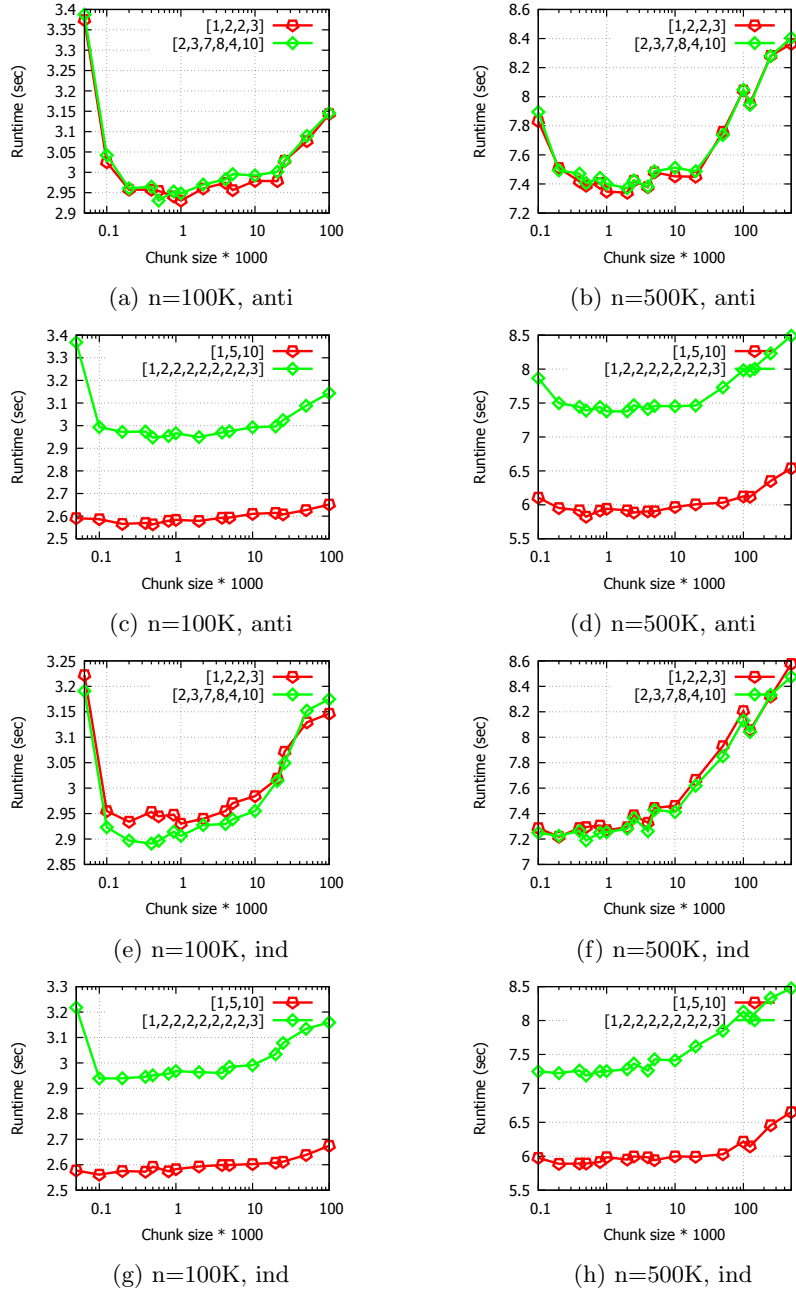 3.4
3.35
3.3
3.25
3.2
3.15
3.1
3.05
3
2.95
2.9
Runtime (sec)
[1,2,2,3]
[2,3,7,8,4,10]
0.1 1 10 100
Chunk size * 1000
(a) n=100K, anti
8.6
8.4
8.2
8
7.8
7.6
7.4
7.2
Runtime (sec)
[1,2,2,3]
[2,3,7,8,4,10]
0.1 1 10 100
Chunk size * 1000
(b) n=500K, anti
3.4
3.3
3.2
3.1
3
2.9
2.8
2.7
2.6
2.5
Runtime (sec)
[1,5,10]
[1,2,2,2,2,2,2,2,2,3]
0.1 1 10 100
Chunk size * 1000
(c) n=100K, anti
8.5
8
7.5
7
6.5
6
5.5
Runtime (sec)
[1,5,10]
[1,2,2,2,2,2,2,2,2,3]
0.1 1 10 100
Chunk size * 1000
(d) n=500K, anti
3.25
3.2
3.15
3.1
3.05
3
2.95
2.9
2.85
Runtime (sec)
[1,2,2,3]
[2,3,7,8,4,10]
0.1 1 10 100
Chunk size * 1000
(e) n=100K, ind
8.6
8.4
8.2
8
7.8
7.6
7.4
7.2
7
Runtime (sec)
[1,2,2,3]
[2,3,7,8,4,10]
0.1 1 10 100
Chunk size * 1000
(f) n=500K, ind
3.3
3.2
3.1
3
2.9
2.8
2.7
2.6
2.5
Runtime (sec)
[1,5,10]
[1,2,2,2,2,2,2,2,2,3]
0.1 1 10 100
Chunk size * 1000
(g) n=100K, ind
8.5
8
7.5
7
6.5
6
5.5
Runtime (sec)
[1,5,10]
[1,2,2,2,2,2,2,2,2,3]
0.1 1 10 100
Chunk size * 1000
(h) n=500K, ind